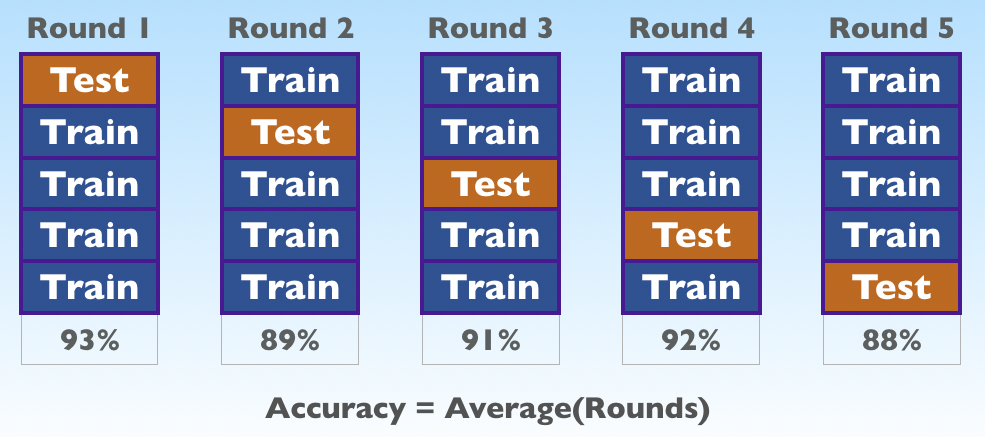 Round 1 Round 2 Round 3 Round 4 Round 5
Test Train Train Train Train
Train Test Train Train Train
Train Train Test Train Train
Train Train Train Test Train
Train Train Train Train Test
93% 89% 91% 92% 88%
Accuracy = Average(Rounds)